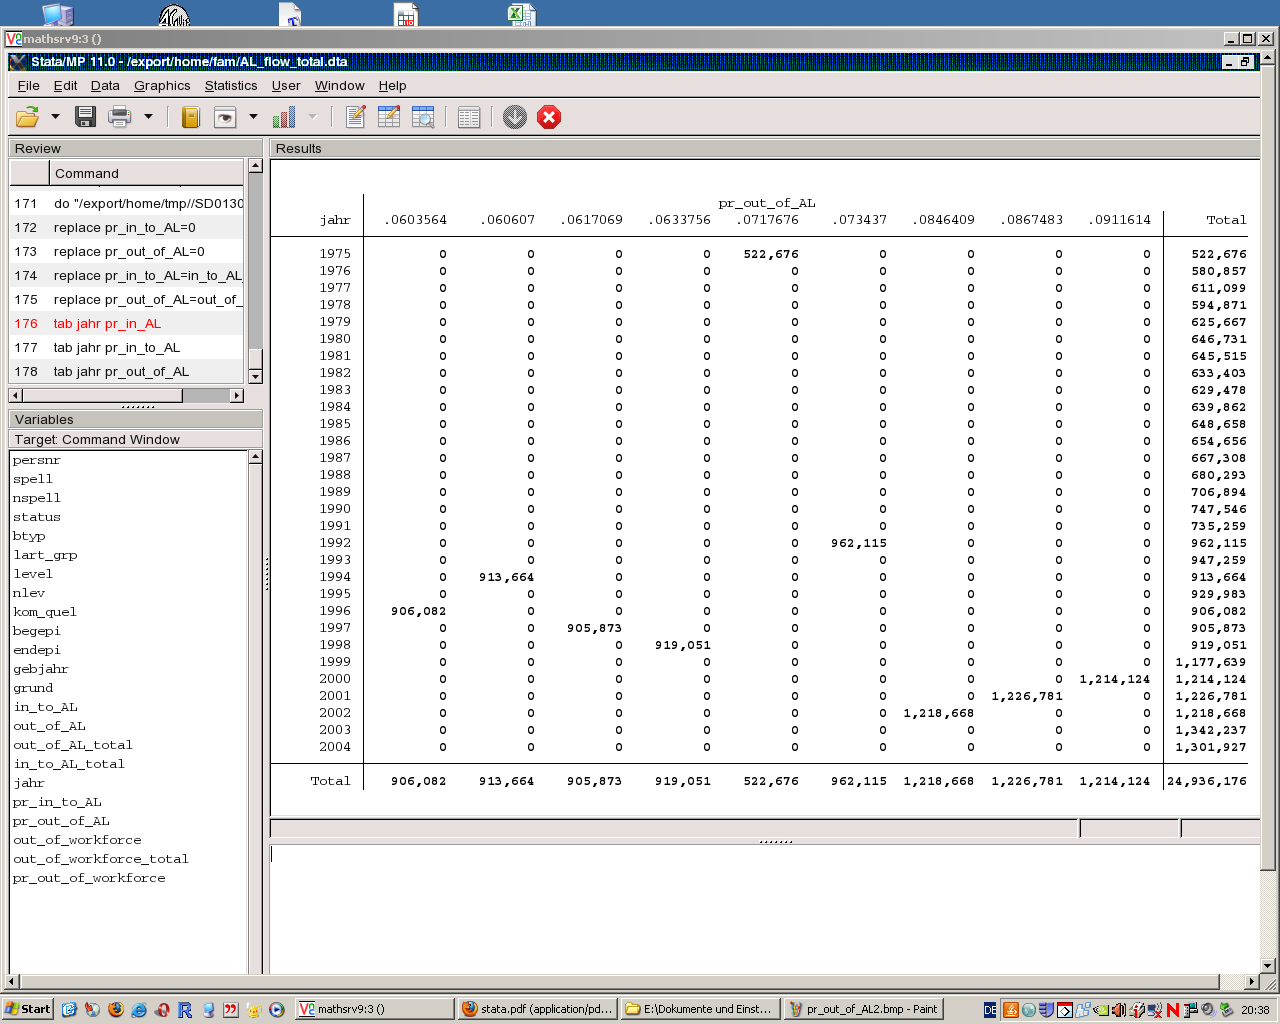 mathsrv9:3 ()
Stata/MP 11.0 - /export/home/fam/AL_flow_total.dta
File Edit Data Graphics Statistics User Window Help
Review
Command
171 do "/export/home/tmp//SD0130
172 replace pr_in_to_AL=0
173 replace pr_out_of_AL=0
174 replace pr_in_to_AL=in_to_AL_
175 replace pr_out_of_AL=out_of_
176 tab jahr pr_in_AL
177 tab jahr pr_in_to_AL
178 tab jahr pr_out_of_AL
Variables
Target: Command Window
persnr
spell
nspell
status
btyp
lart_grp
level
nlev
kom_quel
begepi
endepi
gebjahr
grund
in_to_AL
out_of_AL
out_of_AL_total
in_to_AL_total
jahr
pr_in_to_AL
pr_out_of_AL
out_of_workforce
out_of_workforce_total
pr_out_of_workforce
Results
pr_out_of_AL
jahr .0603564 .060607 .0617069 .0633756 .0717676 .073437 .0846409 .0867483 .0911614 Total
1975 0 0 0 0 522,676 0 0 0 0 522,676
1976 0 0 0 0 0 0 0 0 0 580,857
1977 0 0 0 0 0 0 0 0 0 611,099
1978 0 0 0 0 0 0 0 0 0 594,871
1979 0 0 0 0 0 0 0 0 0 625,667
1980 0 0 0 0 0 0 0 0 0 646,731
1981 0 0 0 0 0 0 0 0 0 645,515
1982 0 0 0 0 0 0 0 0 0 633,403
1983 0 0 0 0 0 0 0 0 0 629,478
1984 0 0 0 0 0 0 0 0 0 639,862
1985 0 0 0 0 0 0 0 0 0 648,658
1986 0 0 0 0 0 0 0 0 0 654,656
1987 0 0 0 0 0 0 0 0 0 667,308
1988 0 0 0 0 0 0 0 0 0 680,293
1989 0 0 0 0 0 0 0 0 0 706,894
1990 0 0 0 0 0 0 0 0 0 747,546
1991 0 0 0 0 0 0 0 0 0 735,259
1992 0 0 0 0 0 962,115 0 0 0 962,115
1993 0 0 0 0 0 0 0 0 0 947,259
1994 0 913,664 0 0 0 0 0 0 0 913,664
1995 0 0 0 0 0 0 0 0 0 929,983
1996 906,082 0 0 0 0 0 0 0 0 906,082
1997 0 0 905,873 0 0 0 0 0 0 905,873
1998 0 0 0 919,051 0 0 0 0 0 919,051
1999 0 0 0 0 0 0 0 0 0 1,177,639
2000 0 0 0 0 0 0 0 0 1,214,124 1,214,124
2001 0 0 0 0 0 0 0 1,226,781 0 1,226,781
2002 0 0 0 0 0 0 1,218,668 0 0 1,218,668
2003 0 0 0 0 0 0 0 0 0 1,342,237
2004 0 0 0 0 0 0 0 0 0 1,301,927
Total 906,082 913,664 905,873 919,051 522,676 962,115 1,218,668 1,226,781 1,214,124 24,936,176
Start mathsrv9:3 () stata.pdf (application/pd... E:\Dokumente und Einst... pr_out_of_AL2.bmp - Paint DE 20:38